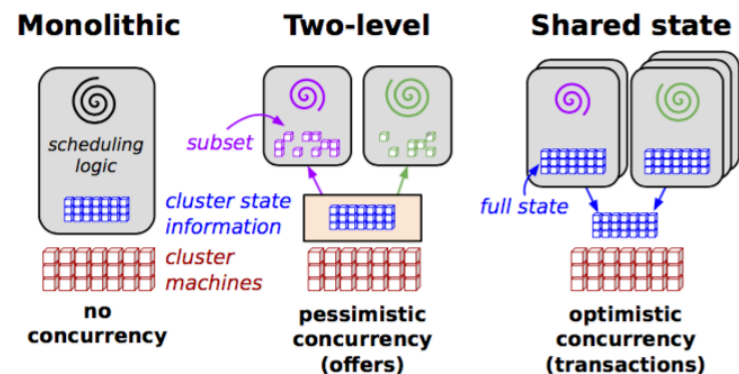 Monolithic
Two-level
Shared state
scheduling
logic
subset
cluster state
information
full state
cluster
machines
no
concurrency
pessimistic
concurrency
(offers)
optimistic
concurrency
(transactions)